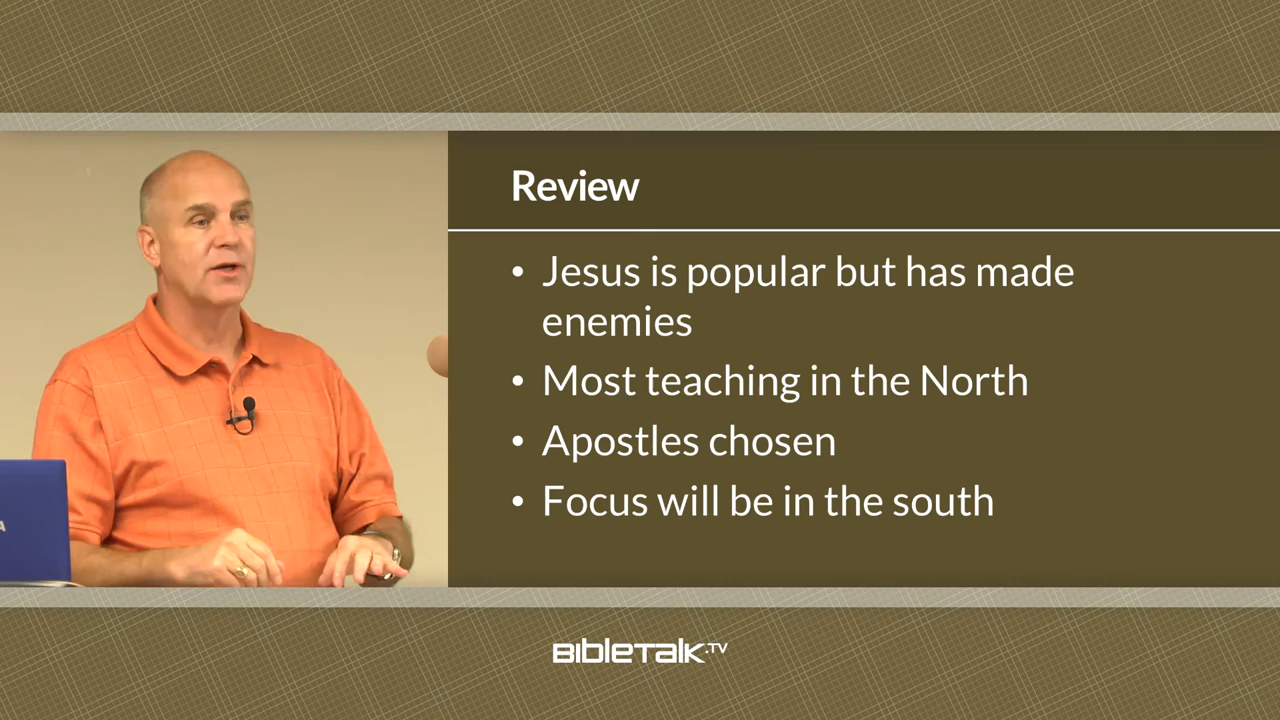 Review
• Jesus is popular but has made
enemies
• Most teaching in the North
• Apostles chosen
• Focus will be in the south
BIbleTalk.TV